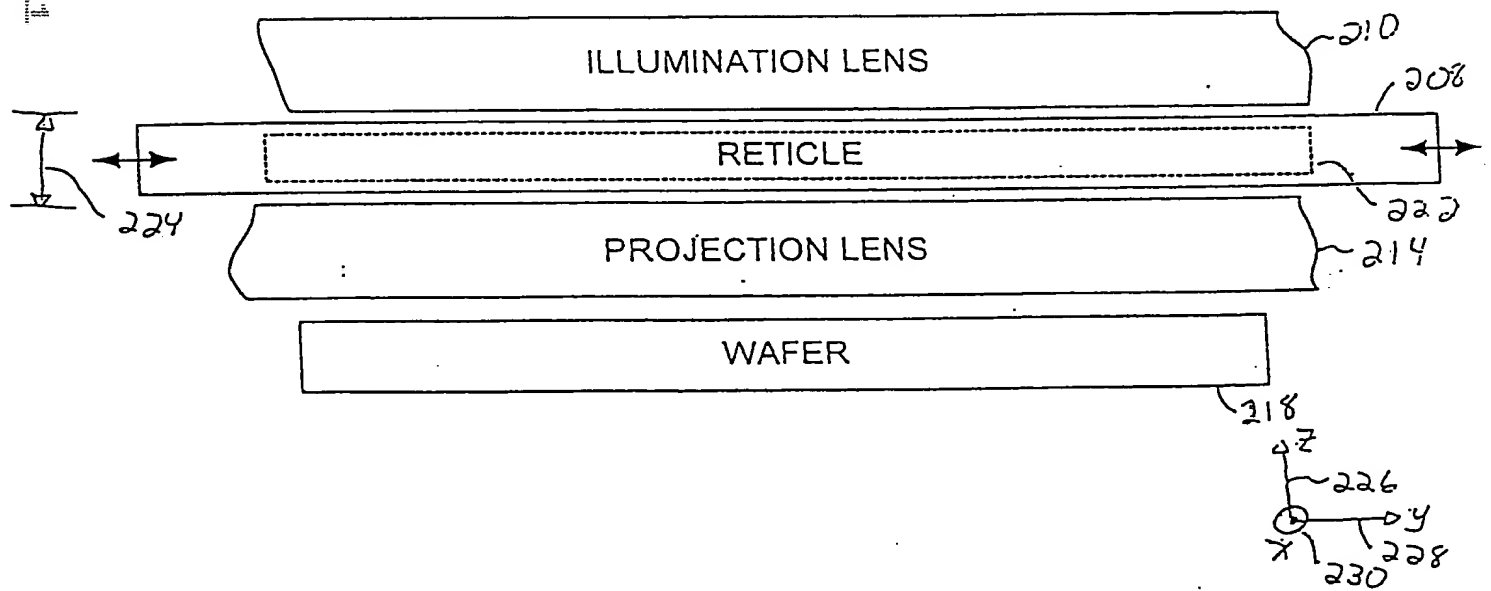 ILLUMINATION LENS
210
208
RETICLE
224
222
PROJECTION LENS
214
WAFER
218
Z
226
y
X
228
230